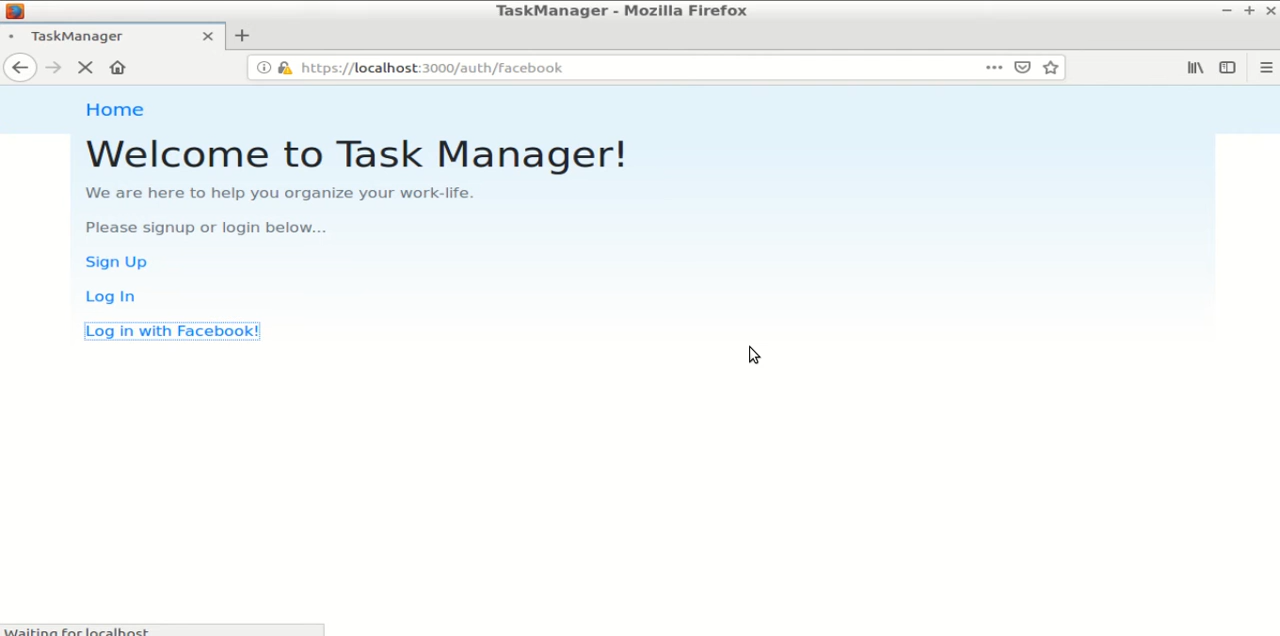 TaskManager - Mozilla Firefox
TaskManager
https://localhost:3000/auth/facebook
Home
Welcome to Task Manager!
We are here to help you organize your work-life.
Please signup or login below...
Sign Up
Log In
Log in with Facebook!
Waiting for localhost